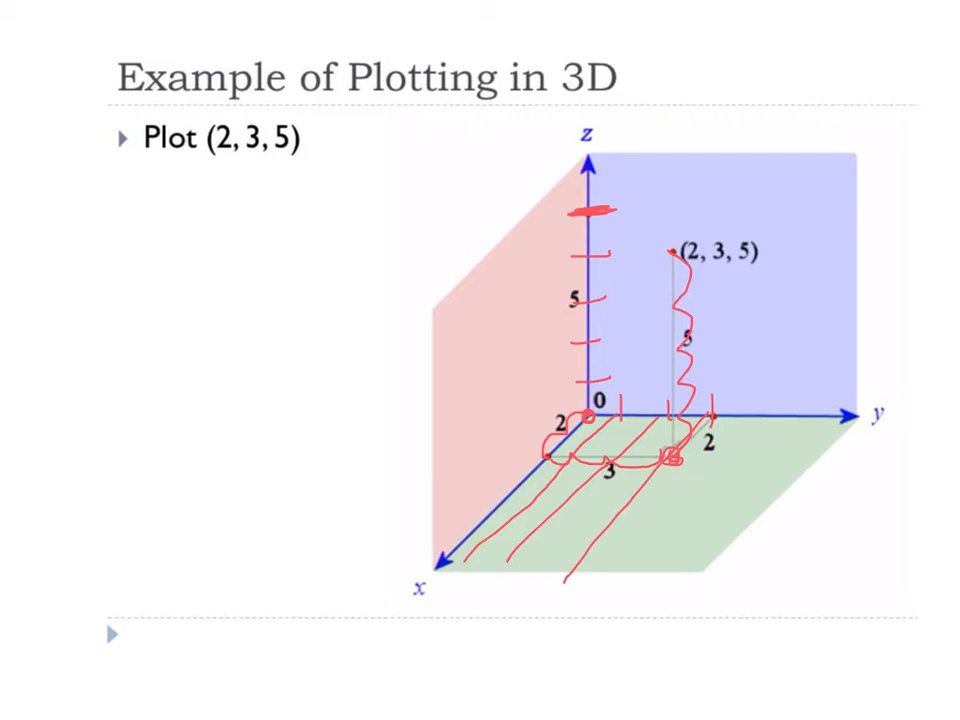 Example of Plotting in 3D
Plot (2, 3, 5)
z
(2, 3, 5)
5
5
0
2
y
2
3
x